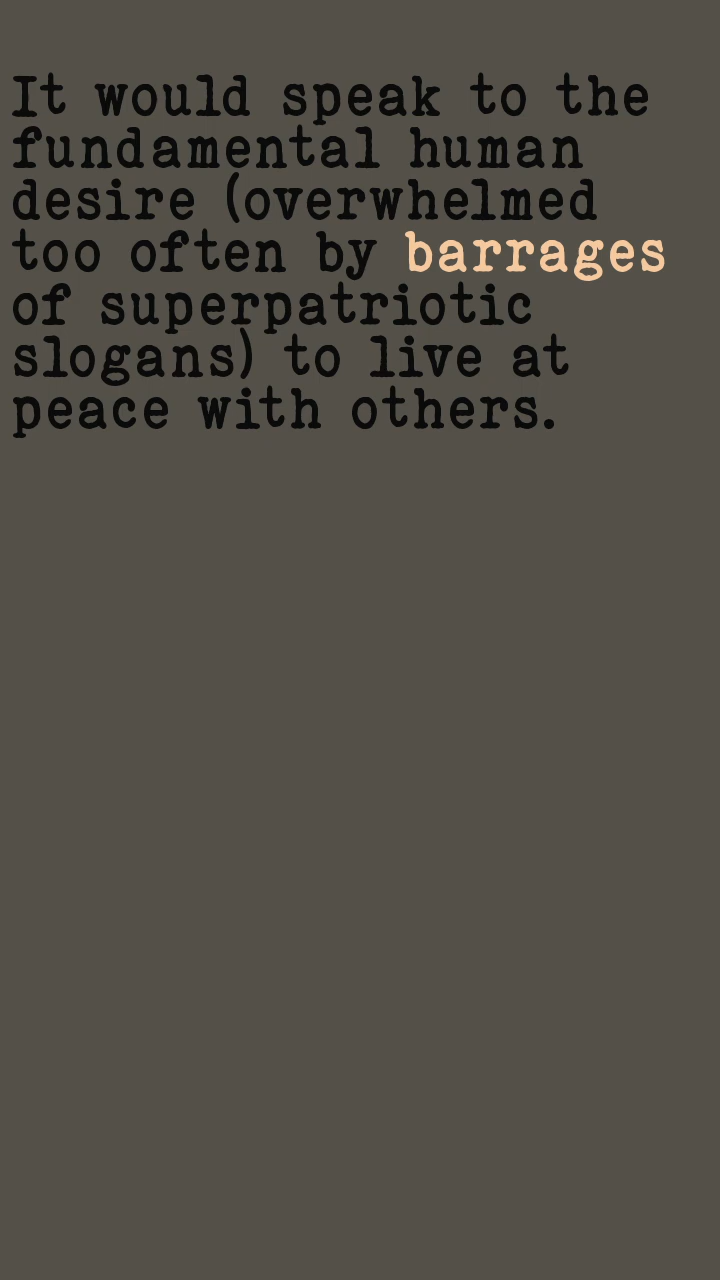 It would speak to the
fundamental human
desire (overwhelmed
too often by barrages
of superpatriotic
slogans) to live at
peace with others.